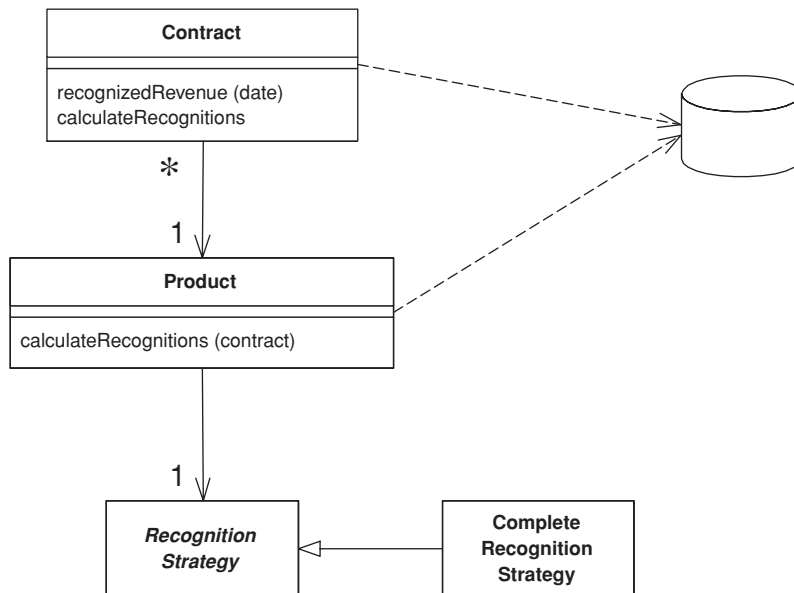 Contract
recognizedRevenue (date)
calculateRecognitions
*
1
Product
calculateRecognitions (contract)
1
Recognition
Strategy
Complete
Recognition
Strategy